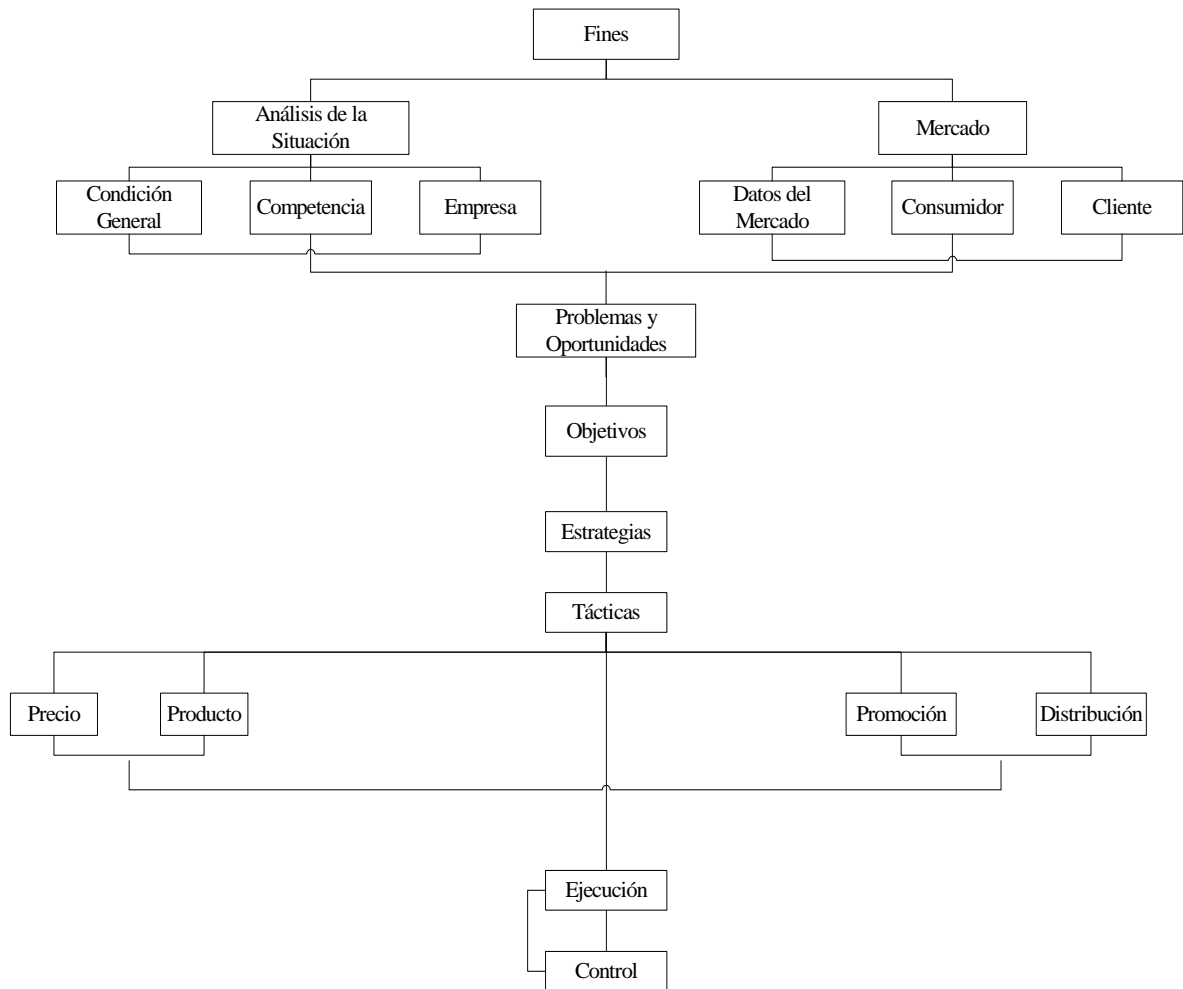 Fines
Análisis de la
Situación
Mercado
Condición
General
Competencia
Empresa
Datos del
Mercado
Consumidor
Cliente
Problemas y
Oportunidades
Objetivos
Estrategias
Tácticas
Precio
Producto
Promoción
Distribución
Ejecución
Control